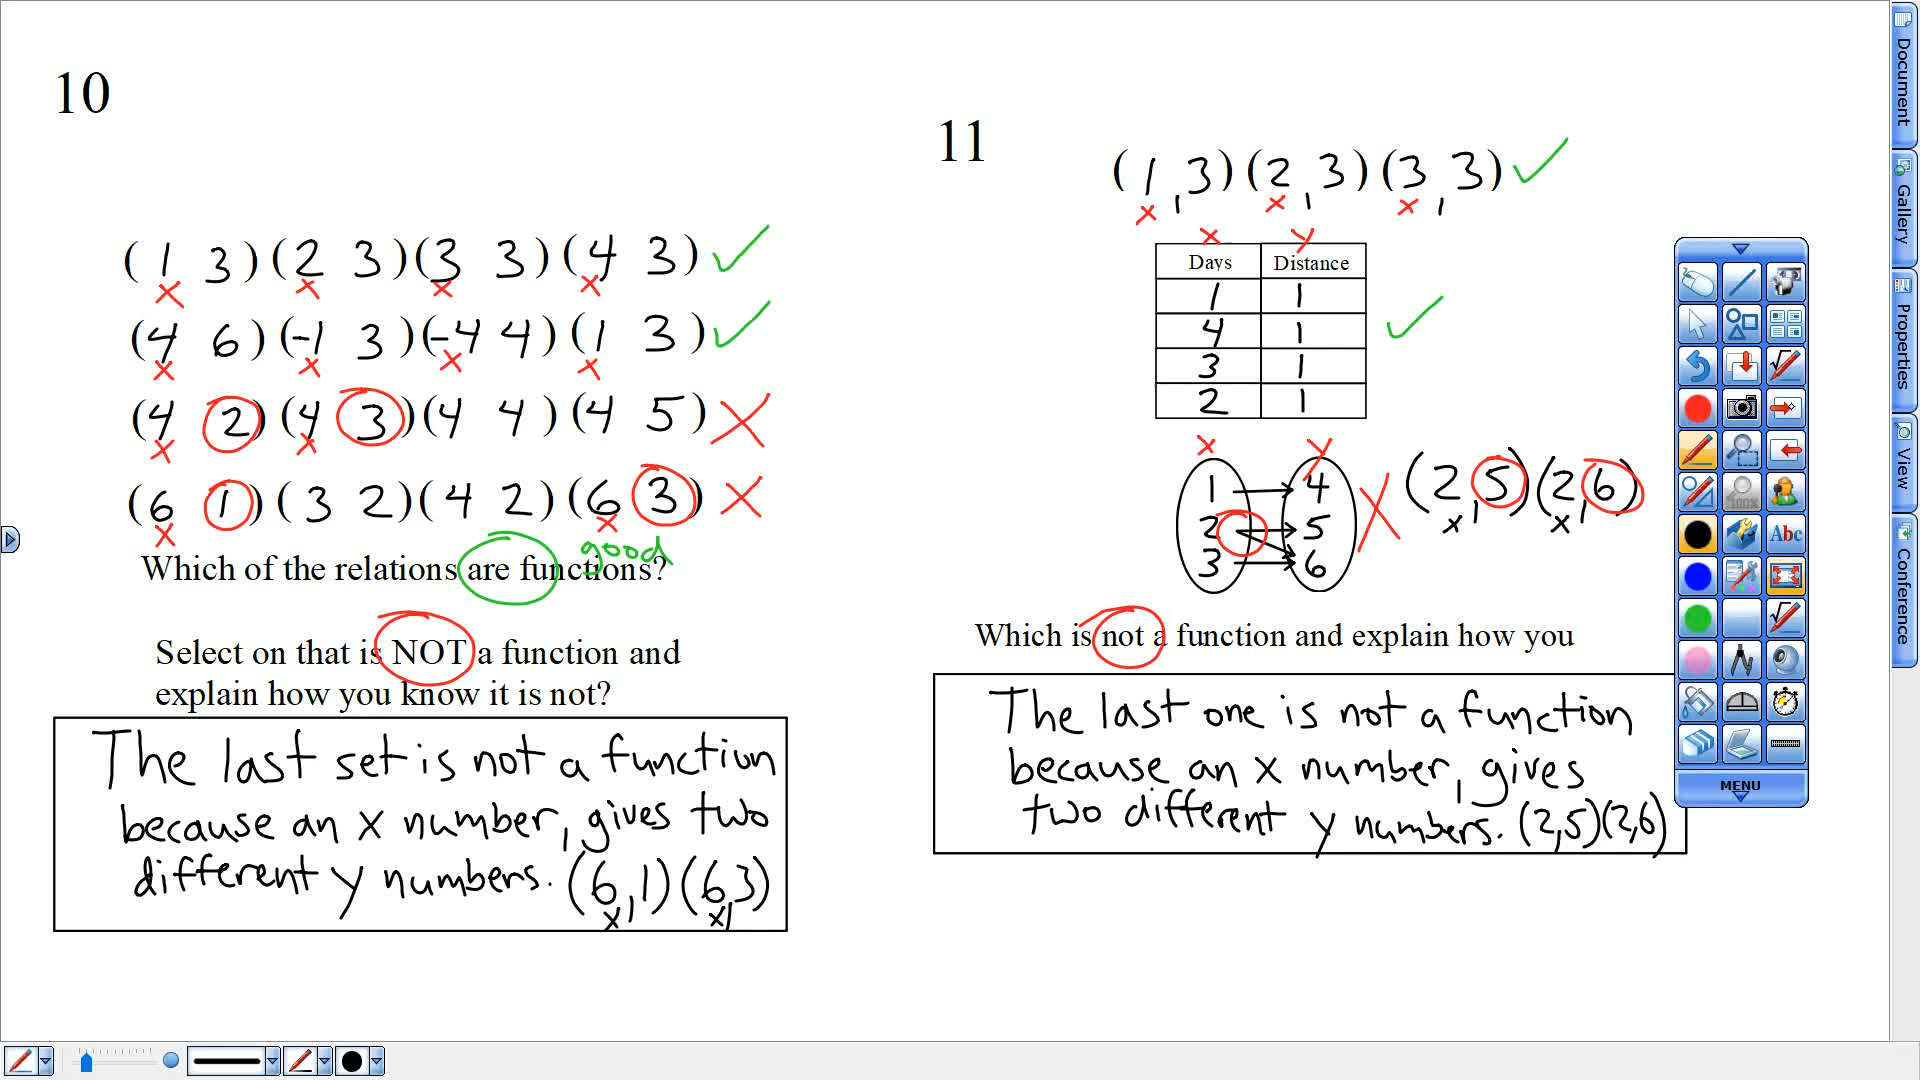 10
(1 3)(2 3)(3 3)(4 3)
x x x x
(4 6)(-1 3)(-4 4)(1 3)
x x x x
(4 2)(4 3)(4 4)(4 5)
x x
(6 1)(3 2)(4 2)(6 3)
x x
good
Which of the relations are functions?
Select on that is NOT a function and
explain how you know it is not?
The last set is not a function
because an x number, gives two
different y numbers. (6,1)(6,3)
x x
11
(1,3)(2,3)(3,3)
x x x
x y
Days Distance
1 1
4 1
3 1
2 1
x y
1 4
2 5
3 6
(2,5)(2,6)
x x
Which is not a function and explain how you
The last one is not a function
because an x number, gives
two different y numbers. (2,5)(2,6)
Abc
100%
MENU
Document
Gallery
Properties
View
Conference